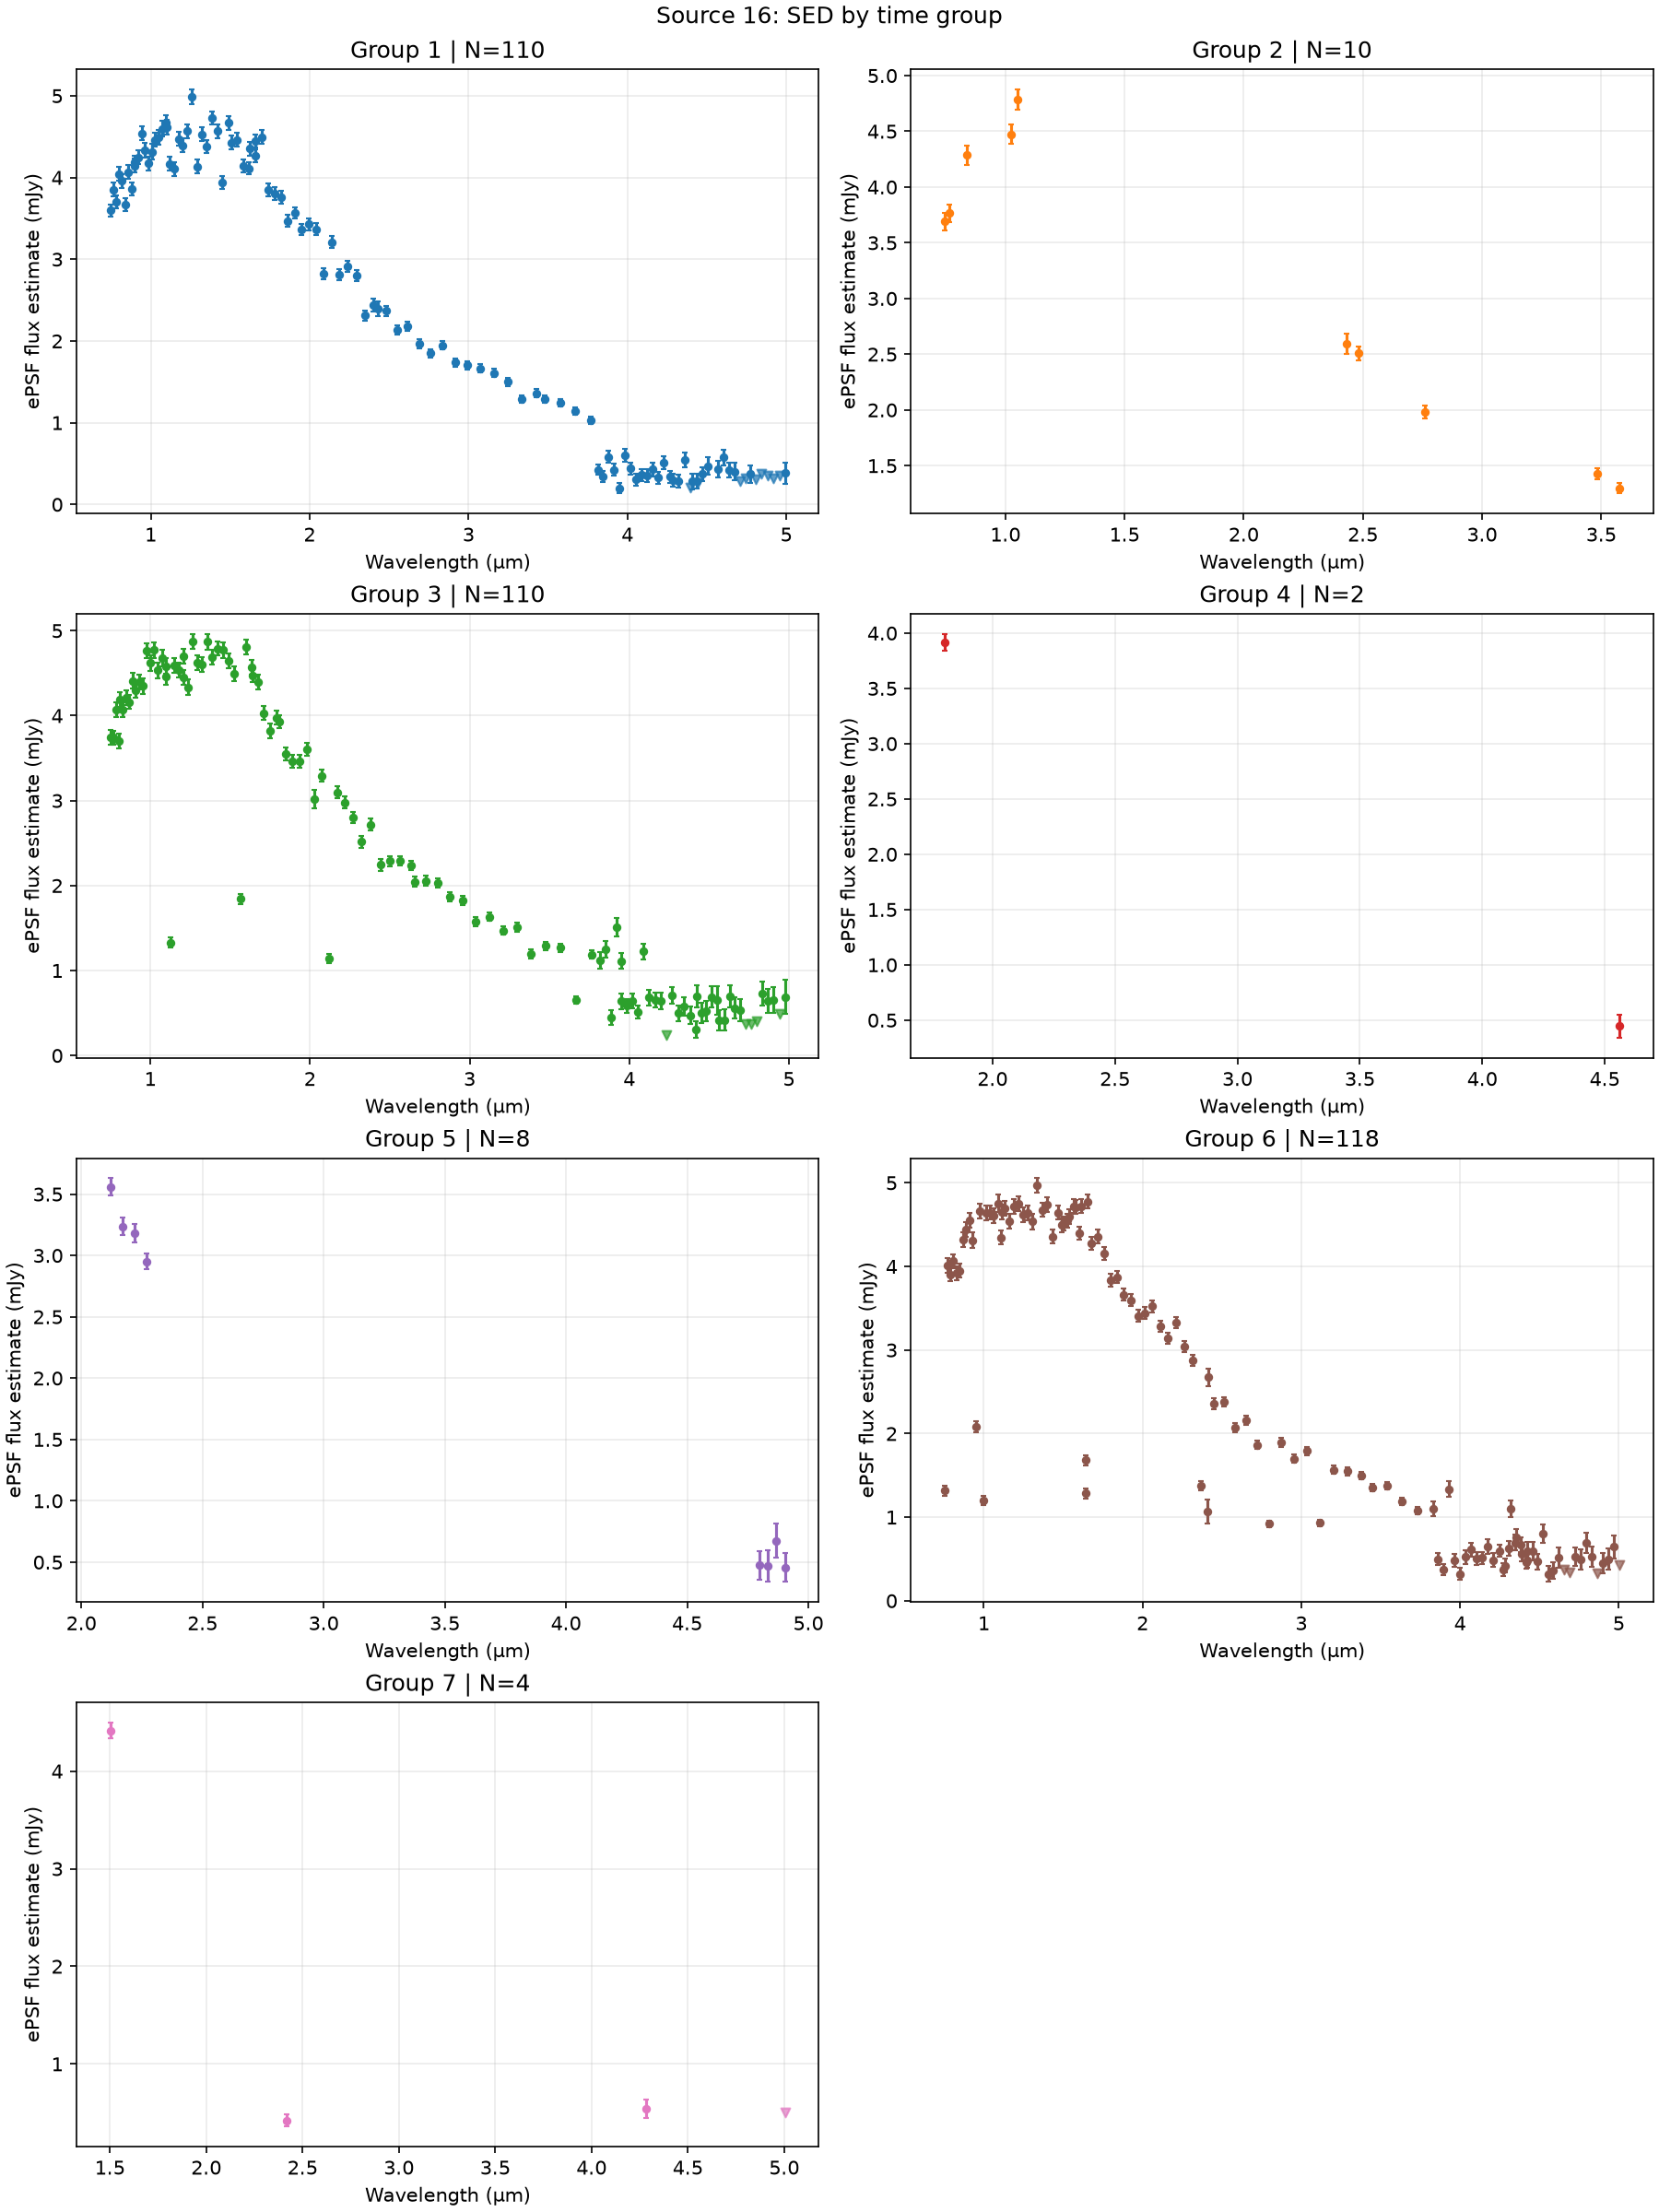 Source 16: SED by time group
Group 1 | N=110
ePSF flux estimate (mJy)
5
4
3
2
1
0
1 2 3 4 5
Wavelength (μm)
Group 2 | N=10
ePSF flux estimate (mJy)
5.0
4.5
4.0
3.5
3.0
2.5
2.0
1.5
1.0 1.5 2.0 2.5 3.0 3.5
Wavelength (μm)
Group 3 | N=110
ePSF flux estimate (mJy)
5
4
3
2
1
0
1 2 3 4 5
Wavelength (μm)
Group 4 | N=2
ePSF flux estimate (mJy)
4.0
3.5
3.0
2.5
2.0
1.5
1.0
0.5
2.0 2.5 3.0 3.5 4.0 4.5
Wavelength (μm)
Group 5 | N=8
ePSF flux estimate (mJy)
3.5
3.0
2.5
2.0
1.5
1.0
0.5
2.0 2.5 3.0 3.5 4.0 4.5 5.0
Wavelength (μm)
Group 6 | N=118
ePSF flux estimate (mJy)
5
4
3
2
1
0
1 2 3 4 5
Wavelength (μm)
Group 7 | N=4
ePSF flux estimate (mJy)
4
3
2
1
1.5 2.0 2.5 3.0 3.5 4.0 4.5 5.0
Wavelength (μm)